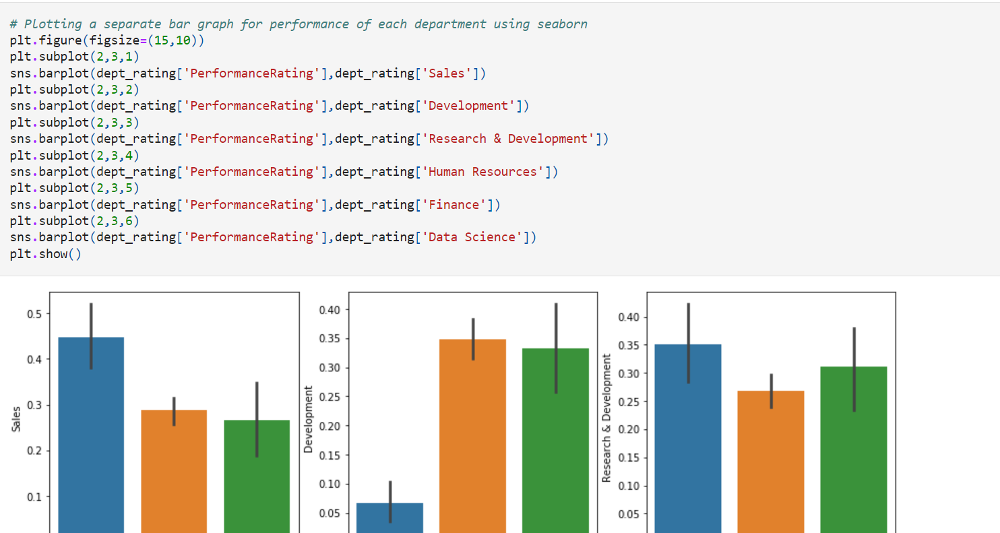 # Plotting a separate bar graph for performance of each department using seaborn
plt.figure(figsize=(15,10))
plt.subplot(2,3,1)
sns.barplot(dept_rating['PerformanceRating'],dept_rating['Sales'])
plt.subplot(2,3,2)
sns.barplot(dept_rating['PerformanceRating'],dept_rating['Development'])
plt.subplot(2,3,3)
sns.barplot(dept_rating['PerformanceRating'],dept_rating['Research & Development'])
plt.subplot(2,3,4)
sns.barplot(dept_rating['PerformanceRating'],dept_rating['Human Resources'])
plt.subplot(2,3,5)
sns.barplot(dept_rating['PerformanceRating'],dept_rating['Finance'])
plt.subplot(2,3,6)
sns.barplot(dept_rating['PerformanceRating'],dept_rating['Data Science'])
plt.show()
Sales
0.5
0.4
0.3
0.2
0.1
Development
0.40
0.35
0.30
0.25
0.20
0.15
0.10
0.05
Research & Development
0.40
0.35
0.30
0.25
0.20
0.15
0.10
0.05